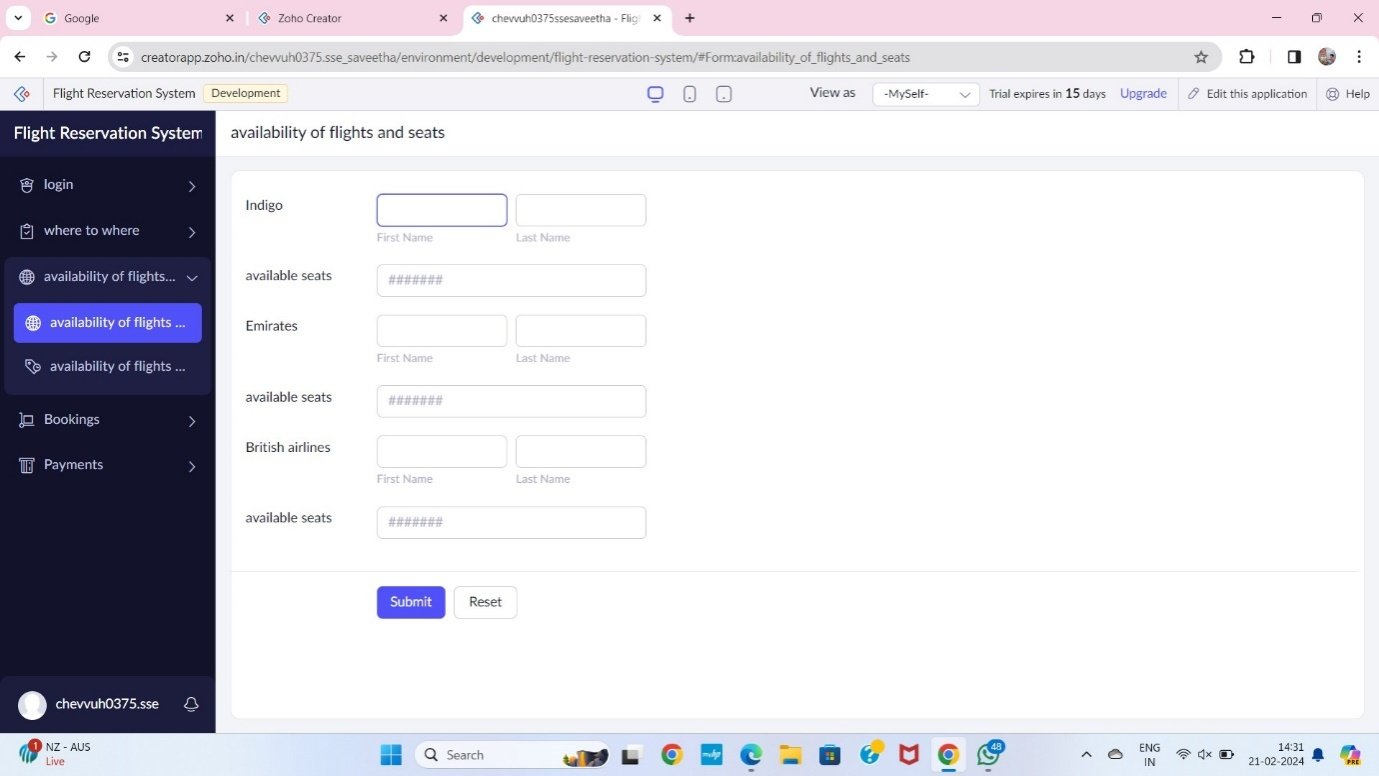 Google
Zoho Creator
chevvuh0375ssesaveetha - Flig
creatorapp.zoho.in/chevvuh0375.sse_saveetha/environment/development/flight-reservation-system/#Form:availability_of_flights_and_seats
Flight Reservation System Development View as -MySelf- Trial expires in 15 days Upgrade Edit this application Help
Flight Reservation System
availability of flights and seats
login
where to where
availability of flights...
availability of flights ...
availability of flights ...
Bookings
Payments
chevvuh0375.sse
Indigo
First Name Last Name
available seats #######
Emirates
First Name Last Name
available seats #######
British airlines
First Name Last Name
available seats #######
Submit Reset
1 NZ - AUS
Live
Search
48
ENG
IN
14:31
21-02-2024
PRE